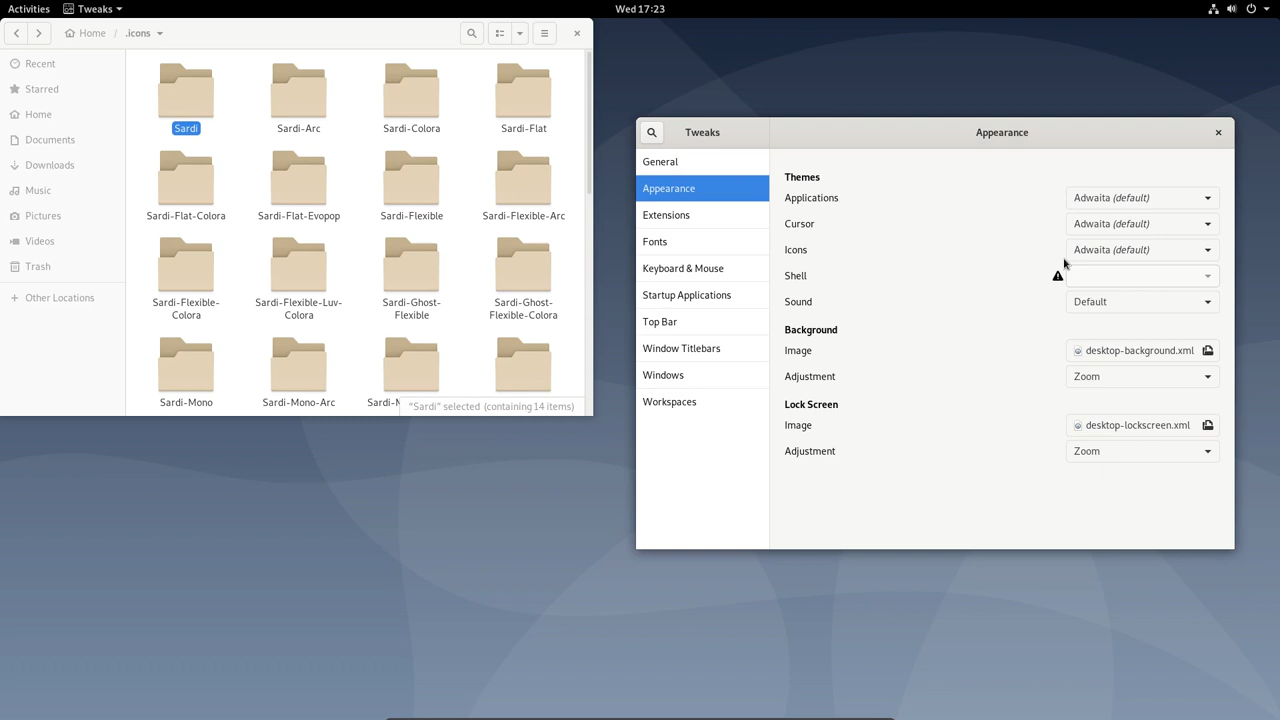 Activities Tweaks Wed 17:23
Home / .icons
Recent
Starred
Home
Documents
Downloads
Music
Pictures
Videos
Trash
Other Locations
Sardi Sardi-Arc Sardi-Colora Sardi-Flat
Sardi-Flat-Colora Sardi-Flat-Evopop Sardi-Flexible Sardi-Flexible-Arc
Sardi-Flexible-
Colora
Sardi-Flexible-Luv-
Colora
Sardi-Ghost-
Flexible
Sardi-Ghost-
Flexible-Colora
Sardi-Mono Sardi-Mono-Arc
"Sardi" selected (containing 14 items)
Tweaks Appearance
General
Appearance
Extensions
Fonts
Keyboard & Mouse
Startup Applications
Top Bar
Window Titlebars
Windows
Workspaces
Themes
Applications Adwaita (default)
Cursor Adwaita (default)
Icons Adwaita (default)
Shell
Sound Default
Background
Image desktop-background.xml
Adjustment Zoom
Lock Screen
Image desktop-lockscreen.xml
Adjustment Zoom